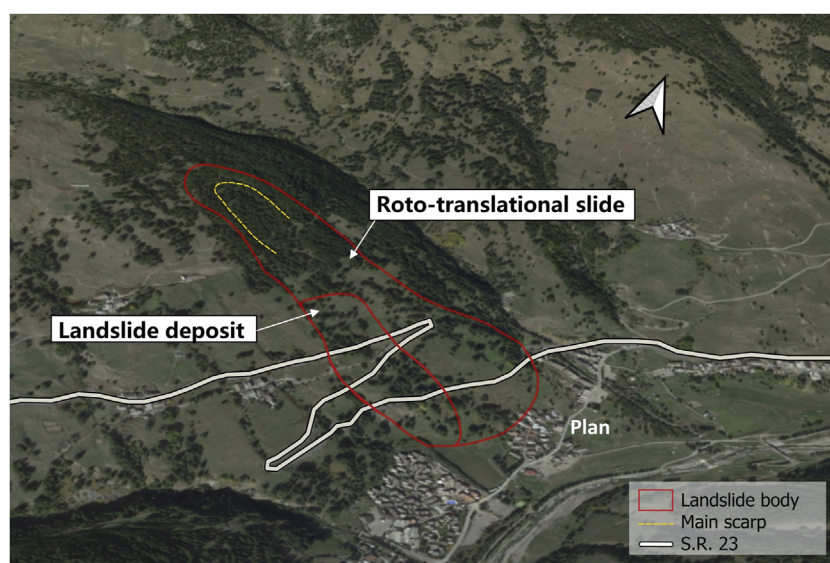 Roto-translational slide
Landslide deposit
Plan
Landslide body
Main scarp
S.R. 23